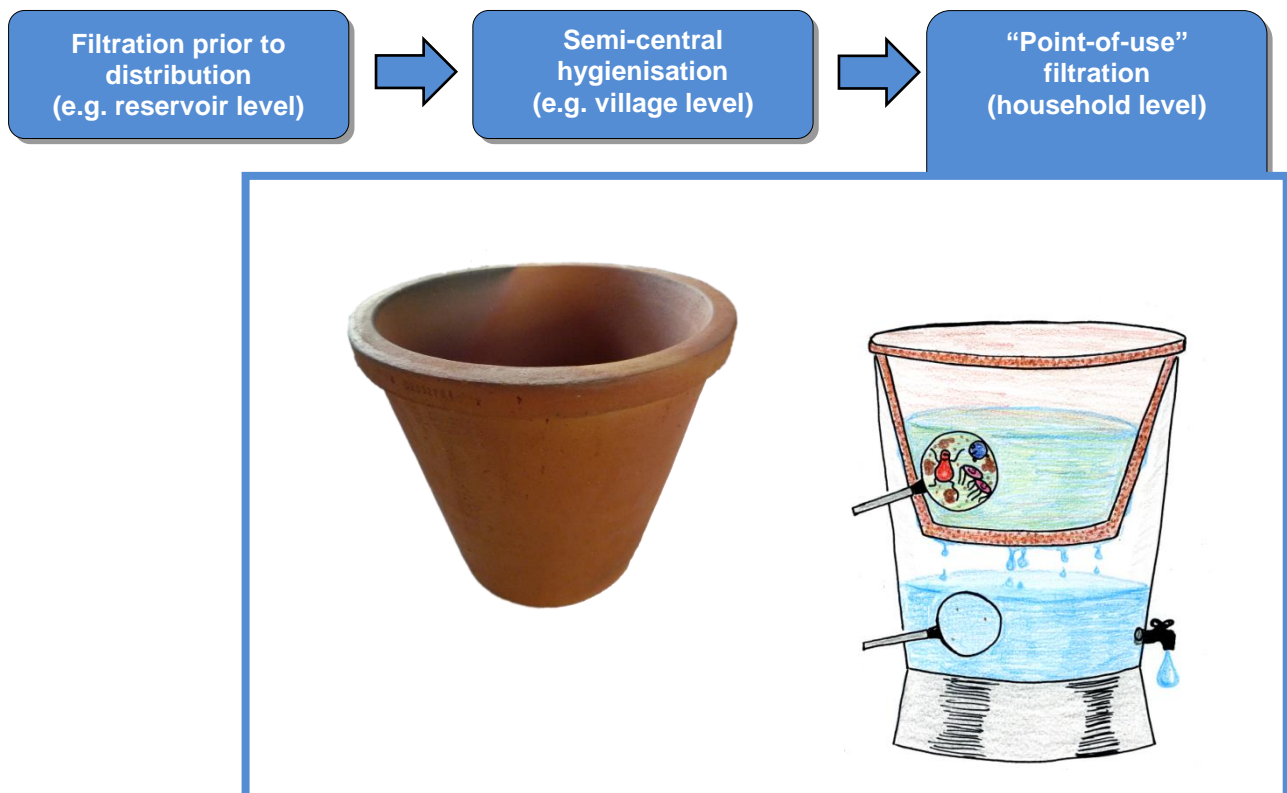 Filtration prior to
distribution
(e.g. reservoir level)
Semi-central
hygienisation
(e.g. village level)
“Point-of-use”
filtration
(household level)